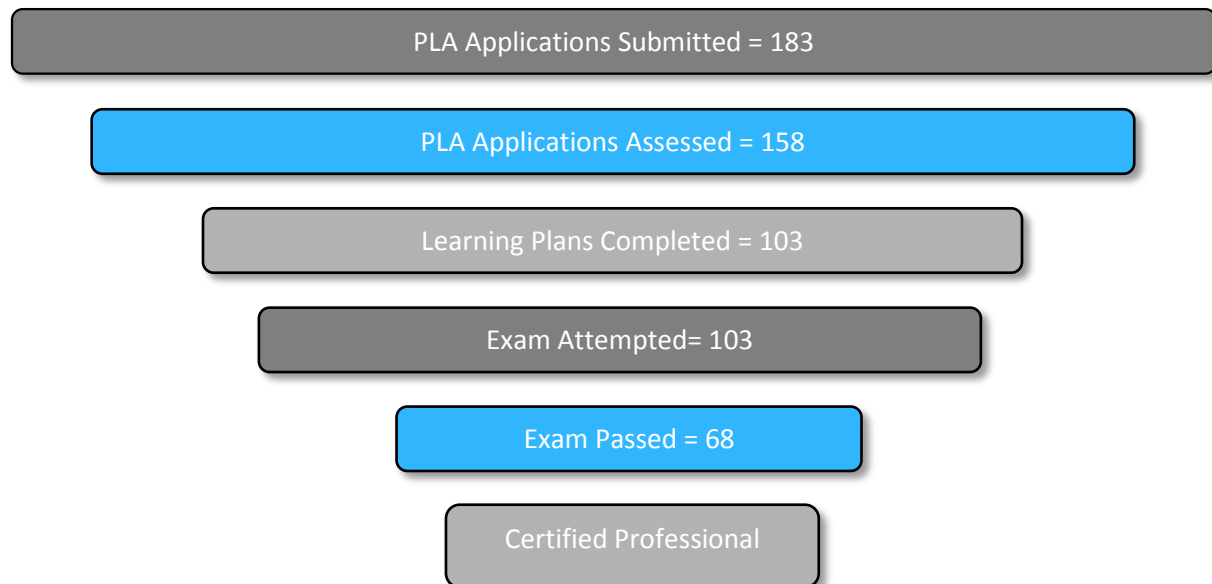 PLA Applications Submitted = 183
PLA Applications Assessed = 158
Learning Plans Completed = 103
Exam Attempted= 103
Exam Passed = 68
Certified Professional